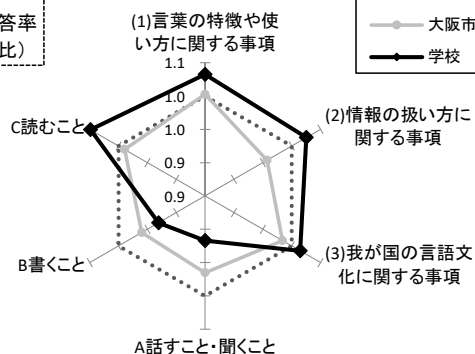 答率
比）
大阪市
学校
(1)言葉の特徴や使
い方に関する事項
1.1
1.0
1.0
0.9
0.9
(2)情報の扱い方に
関する事項
(3)我が国の言語文
化に関する事項
A話すこと・聞くこと
B書くこと
C読むこと